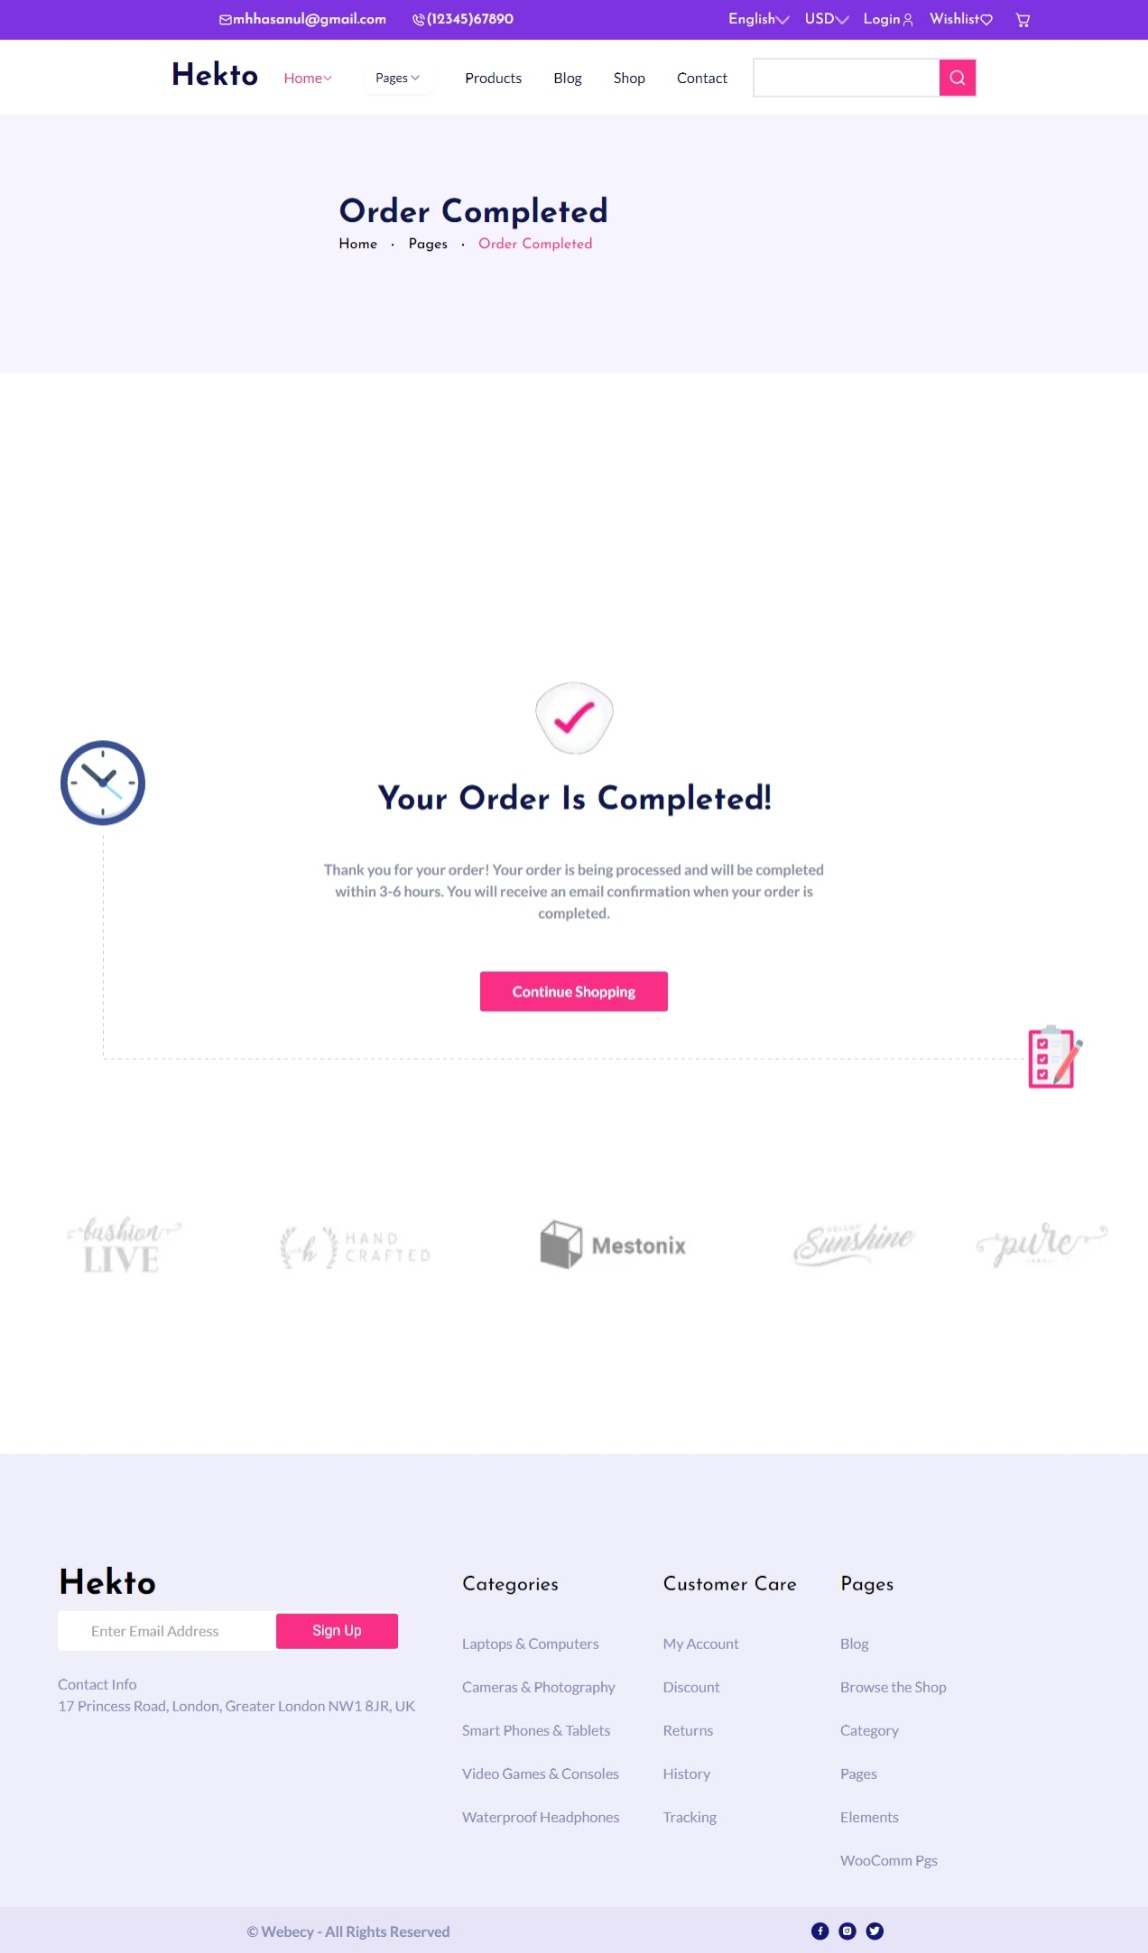 mhhasanul@gmail.com (12345)67890 English USD Login Wishlist
Hekto Home Pages Products Blog Shop Contact
Order Completed
Home · Pages · Order Completed
Your Order Is Completed!
Thank you for your order! Your order is being processed and will be completed
within 3-6 hours. You will receive an email confirmation when your order is
completed.
Continue Shopping
fashion
LIVE
h HAND
CRAFTED
Mestonix
HELLO
Sunshine
pure
Hekto
Enter Email Address Sign Up
Contact Info
17 Princess Road, London, Greater London NW1 8JR, UK
Categories
Laptops & Computers
Cameras & Photography
Smart Phones & Tablets
Video Games & Consoles
Waterproof Headphones
Customer Care
My Account
Discount
Returns
History
Tracking
Pages
Blog
Browse the Shop
Category
Pages
Elements
WooComm Pgs
© Webecy - All Rights Reserved